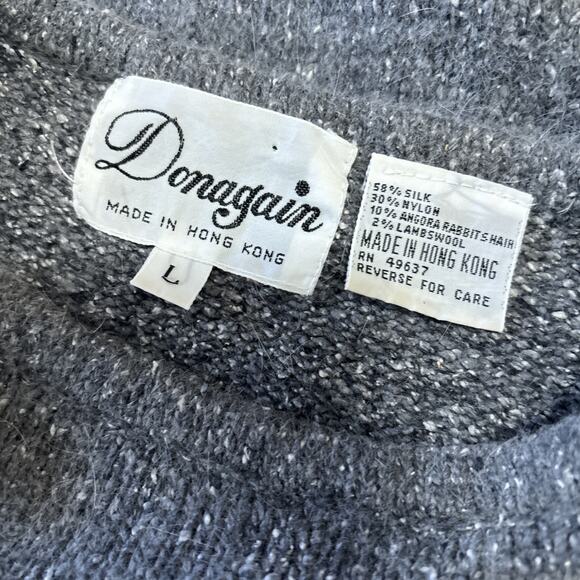 Donagain
MADE IN HONG KONG
L
58% SILK
30% NYLON
10% ANGORA RABBITS HAIR
2% LAMBSWOOL
MADE IN HONG KONG
RN 49637
REVERSE FOR CARE